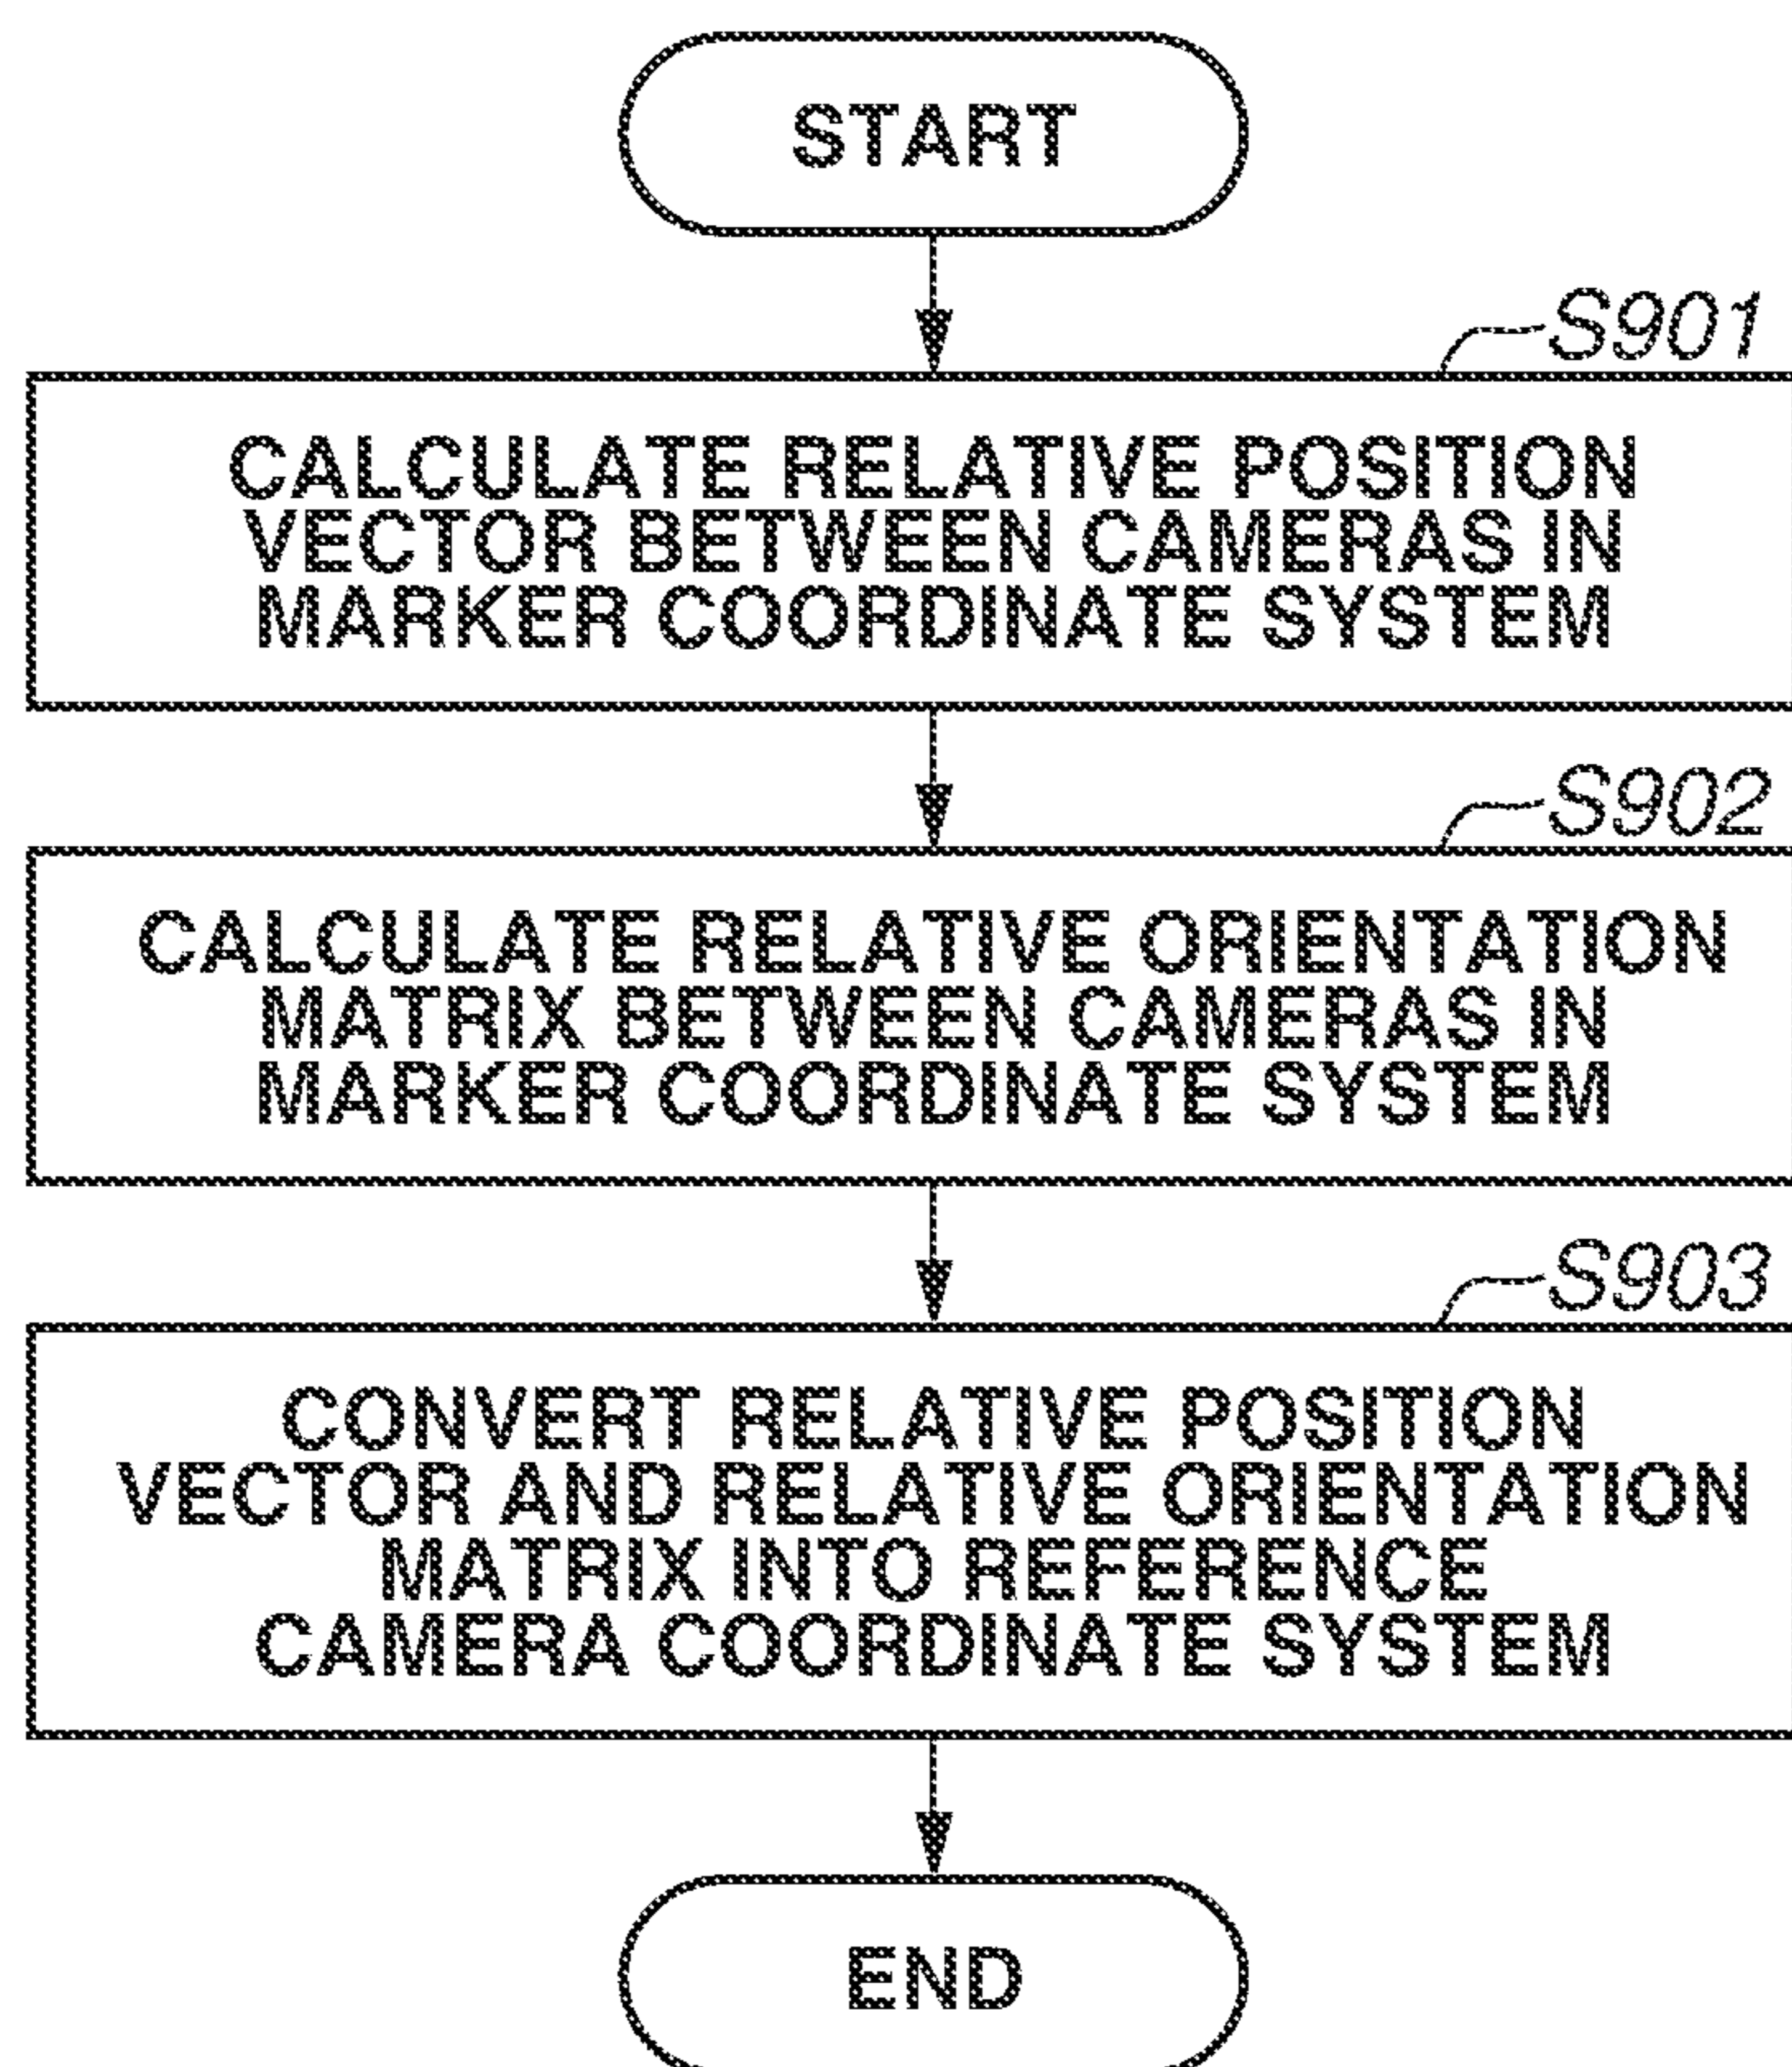 START
S901
CALCULATE RELATIVE POSITION
VECTOR BETWEEN CAMERAS IN
MARKER COORDINATE SYSTEM
S902
CALCULATE RELATIVE ORIENTATION
MATRIX BETWEEN CAMERAS IN
MARKER COORDINATE SYSTEM
S903
CONVERT RELATIVE POSITION
VECTOR AND RELATIVE ORIENTATION
MATRIX INTO REFERENCE
CAMERA COORDINATE SYSTEM
END